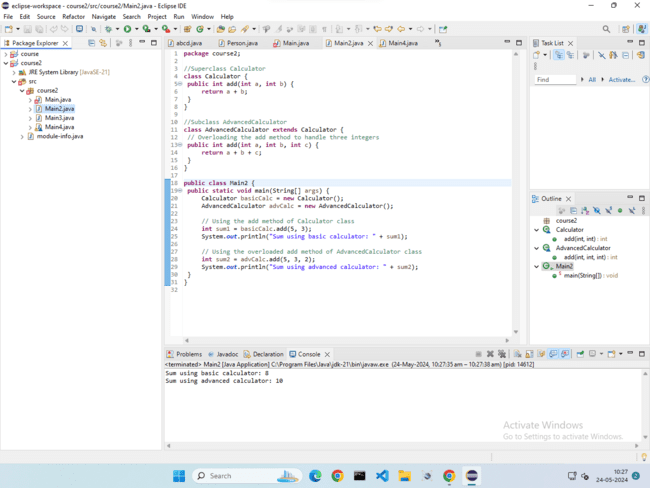 eclipse-workspace - course2/src/course2/Main2.java - Eclipse IDE
File Edit Source Refactor Navigate Search Project Run Window Help
Package Explorer
course
course2
JRE System Library [JavaSE-21]
src
course2
Main.java
Main2.java
Main3.java
Main4.java
module-info.java
abcd.java Person.java Main.java Main2.java Main4.java
1 package course2;
2
3 //Superclass Calculator
4 class Calculator {
5 public int add(int a, int b) {
6 return a + b;
7 }
8 }
9
10 //Subclass AdvancedCalculator
11 class AdvancedCalculator extends Calculator {
12 // Overloading the add method to handle three integers
13 public int add(int a, int b, int c) {
14 return a + b + c;
15 }
16 }
17
18 public class Main2 {
19 public static void main(String[] args) {
20 Calculator basicCalc = new Calculator();
21 AdvancedCalculator advCalc = new AdvancedCalculator();
22
23 // Using the add method of Calculator class
24 int sum1 = basicCalc.add(5, 3);
25 System.out.println("Sum using basic calculator: " + sum1);
26
27 // Using the overloaded add method of AdvancedCalculator class
28 int sum2 = advCalc.add(5, 3, 2);
29 System.out.println("Sum using advanced calculator: " + sum2);
30 }
31 }
32
Task List
Find All Activate...
Outline
course2
Calculator
add(int, int) : int
AdvancedCalculator
add(int, int, int) : int
Main2
main(String[]) : void
Problems Javadoc Declaration Console
<terminated> Main2 [Java Application] C:\Program Files\Java\jdk-21\bin\javaw.exe (24-May-2024, 10:27:35 am – 10:27:38 am) [pid: 14612]
Sum using basic calculator: 8
Sum using advanced calculator: 10
Activate Windows
Go to Settings to activate Windows.
Search
10:27
24-05-2024